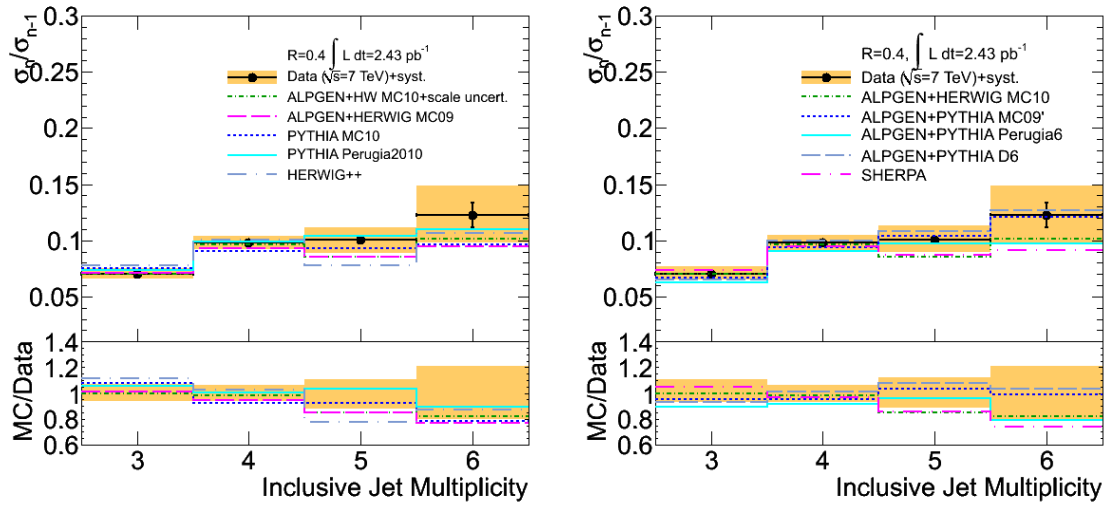 σn/σn-1
0.3
0.25
0.2
0.15
0.1
0.05
R=0.4 ∫ L dt=2.43 pb-1
Data (√s=7 TeV)+syst.
ALPGEN+HW MC10+scale uncert.
ALPGEN+HERWIG MC09
PYTHIA MC10
PYTHIA Perugia2010
HERWIG++
MC/Data
1.4
1.2
1
0.8
0.6
3 4 5 6
Inclusive Jet Multiplicity
σn/σn-1
0.3
0.25
0.2
0.15
0.1
0.05
R=0.4, ∫ L dt=2.43 pb-1
Data (√s=7 TeV)+syst.
ALPGEN+HERWIG MC10
ALPGEN+PYTHIA MC09'
ALPGEN+PYTHIA Perugia6
ALPGEN+PYTHIA D6
SHERPA
MC/Data
1.4
1.2
1
0.8
0.6
3 4 5 6
Inclusive Jet Multiplicity